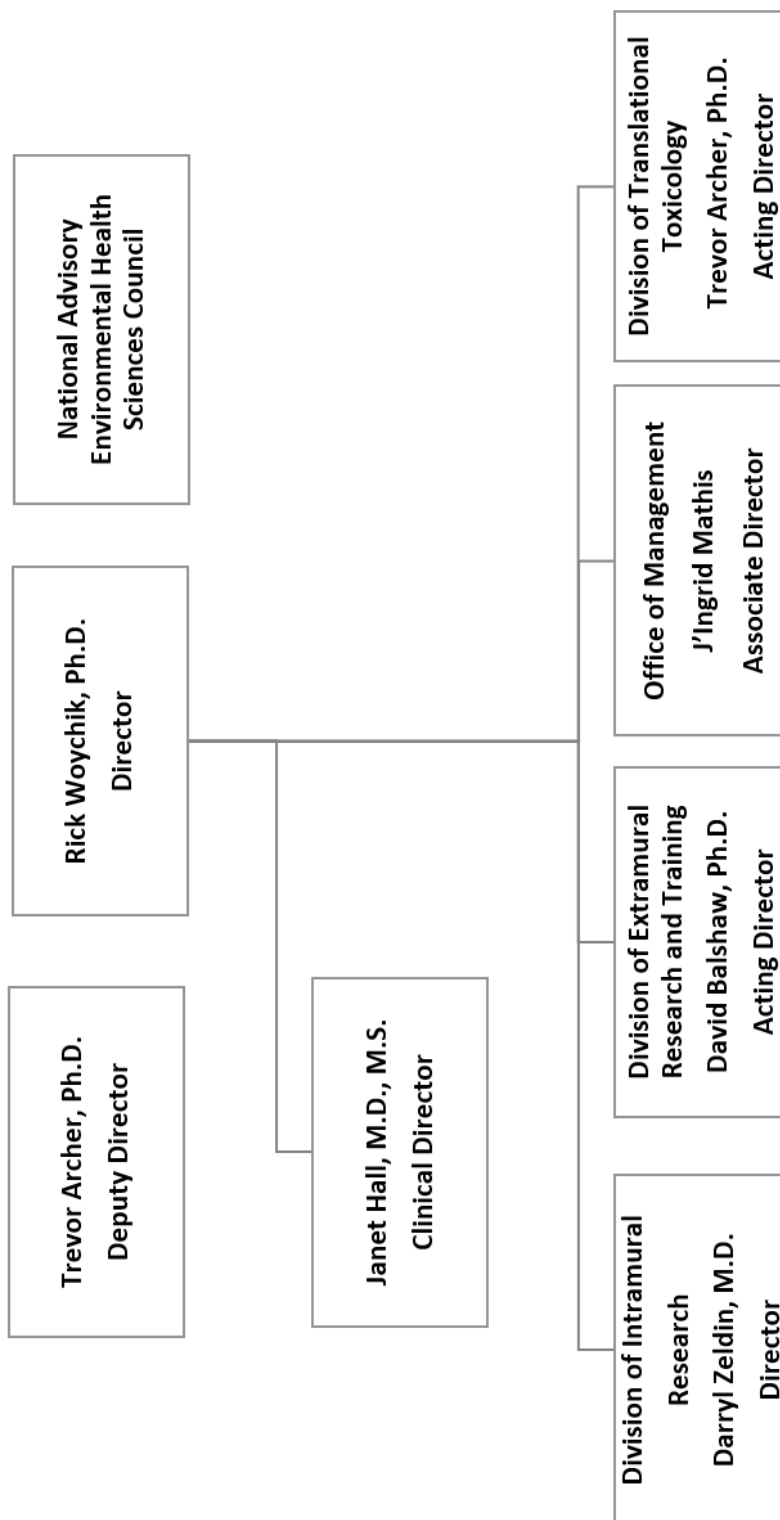 Trevor Archer, Ph.D.
Deputy Director
Rick Woychik, Ph.D.
Director
National Advisory
Environmental Health
Sciences Council
Janet Hall, M.D., M.S.
Clinical Director
Division of Intramural
Research
Darryl Zeldin, M.D.
Director
Division of Extramural
Research and Training
David Balshaw, Ph.D.
Acting Director
Office of Management
J'Ingrid Mathis
Associate Director
Division of Translational
Toxicology
Trevor Archer, Ph.D.
Acting Director